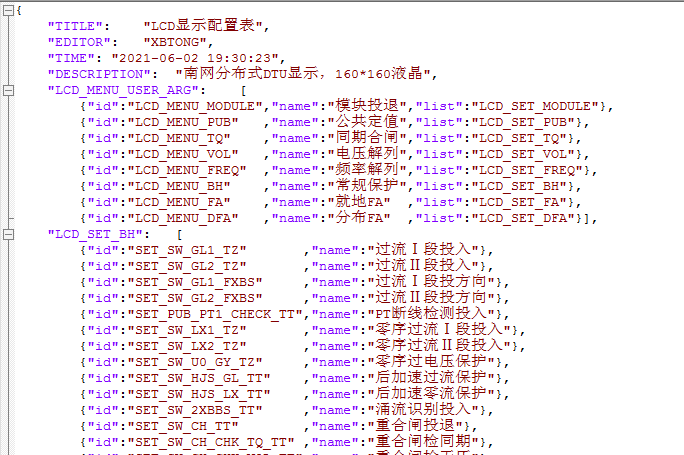 {
"TITLE": "LCD显示配置表",
"EDITOR": "XBTONG",
"TIME": "2021-06-02 19:30:23",
"DESCRIPTION": "南网分布式DTU显示，160*160液晶",
"LCD_MENU_USER_ARG": [
{"id":"LCD_MENU_MODULE","name":"模块投退","list":"LCD_SET_MODULE"},
{"id":"LCD_MENU_PUB" ,"name":"公共定值","list":"LCD_SET_PUB"},
{"id":"LCD_MENU_TQ" ,"name":"同期合闸","list":"LCD_SET_TQ"},
{"id":"LCD_MENU_VOL" ,"name":"电压解列","list":"LCD_SET_VOL"},
{"id":"LCD_MENU_FREQ" ,"name":"频率解列","list":"LCD_SET_FREQ"},
{"id":"LCD_MENU_BH" ,"name":"常规保护","list":"LCD_SET_BH"},
{"id":"LCD_MENU_FA" ,"name":"就地FA" ,"list":"LCD_SET_FA"},
{"id":"LCD_MENU_DFA" ,"name":"分布FA" ,"list":"LCD_SET_DFA"}],
"LCD_SET_BH": [
{"id":"SET_SW_GL1_TZ" ,"name":"过流Ⅰ段投入"},
{"id":"SET_SW_GL2_TZ" ,"name":"过流Ⅱ段投入"},
{"id":"SET_SW_GL1_FXBS" ,"name":"过流Ⅰ段投方向"},
{"id":"SET_SW_GL2_FXBS" ,"name":"过流Ⅱ段投方向"},
{"id":"SET_PUB_PT1_CHECK_TT","name":"PT断线检测投入"},
{"id":"SET_SW_LX1_TZ" ,"name":"零序过流Ⅰ段投入"},
{"id":"SET_SW_LX2_TZ" ,"name":"零序过流Ⅱ段投入"},
{"id":"SET_SW_U0_GY_TZ" ,"name":"零序过电压保护"},
{"id":"SET_SW_HJS_GL_TT" ,"name":"后加速过流保护"},
{"id":"SET_SW_HJS_LX_TT" ,"name":"后加速零流保护"},
{"id":"SET_SW_2XBBS_TT" ,"name":"涌流识别投入"},
{"id":"SET_SW_CH_TT" ,"name":"重合闸投退"},
{"id":"SET_SW_CH_CHK_TQ_TT" ,"name":"重合闸检同期"},